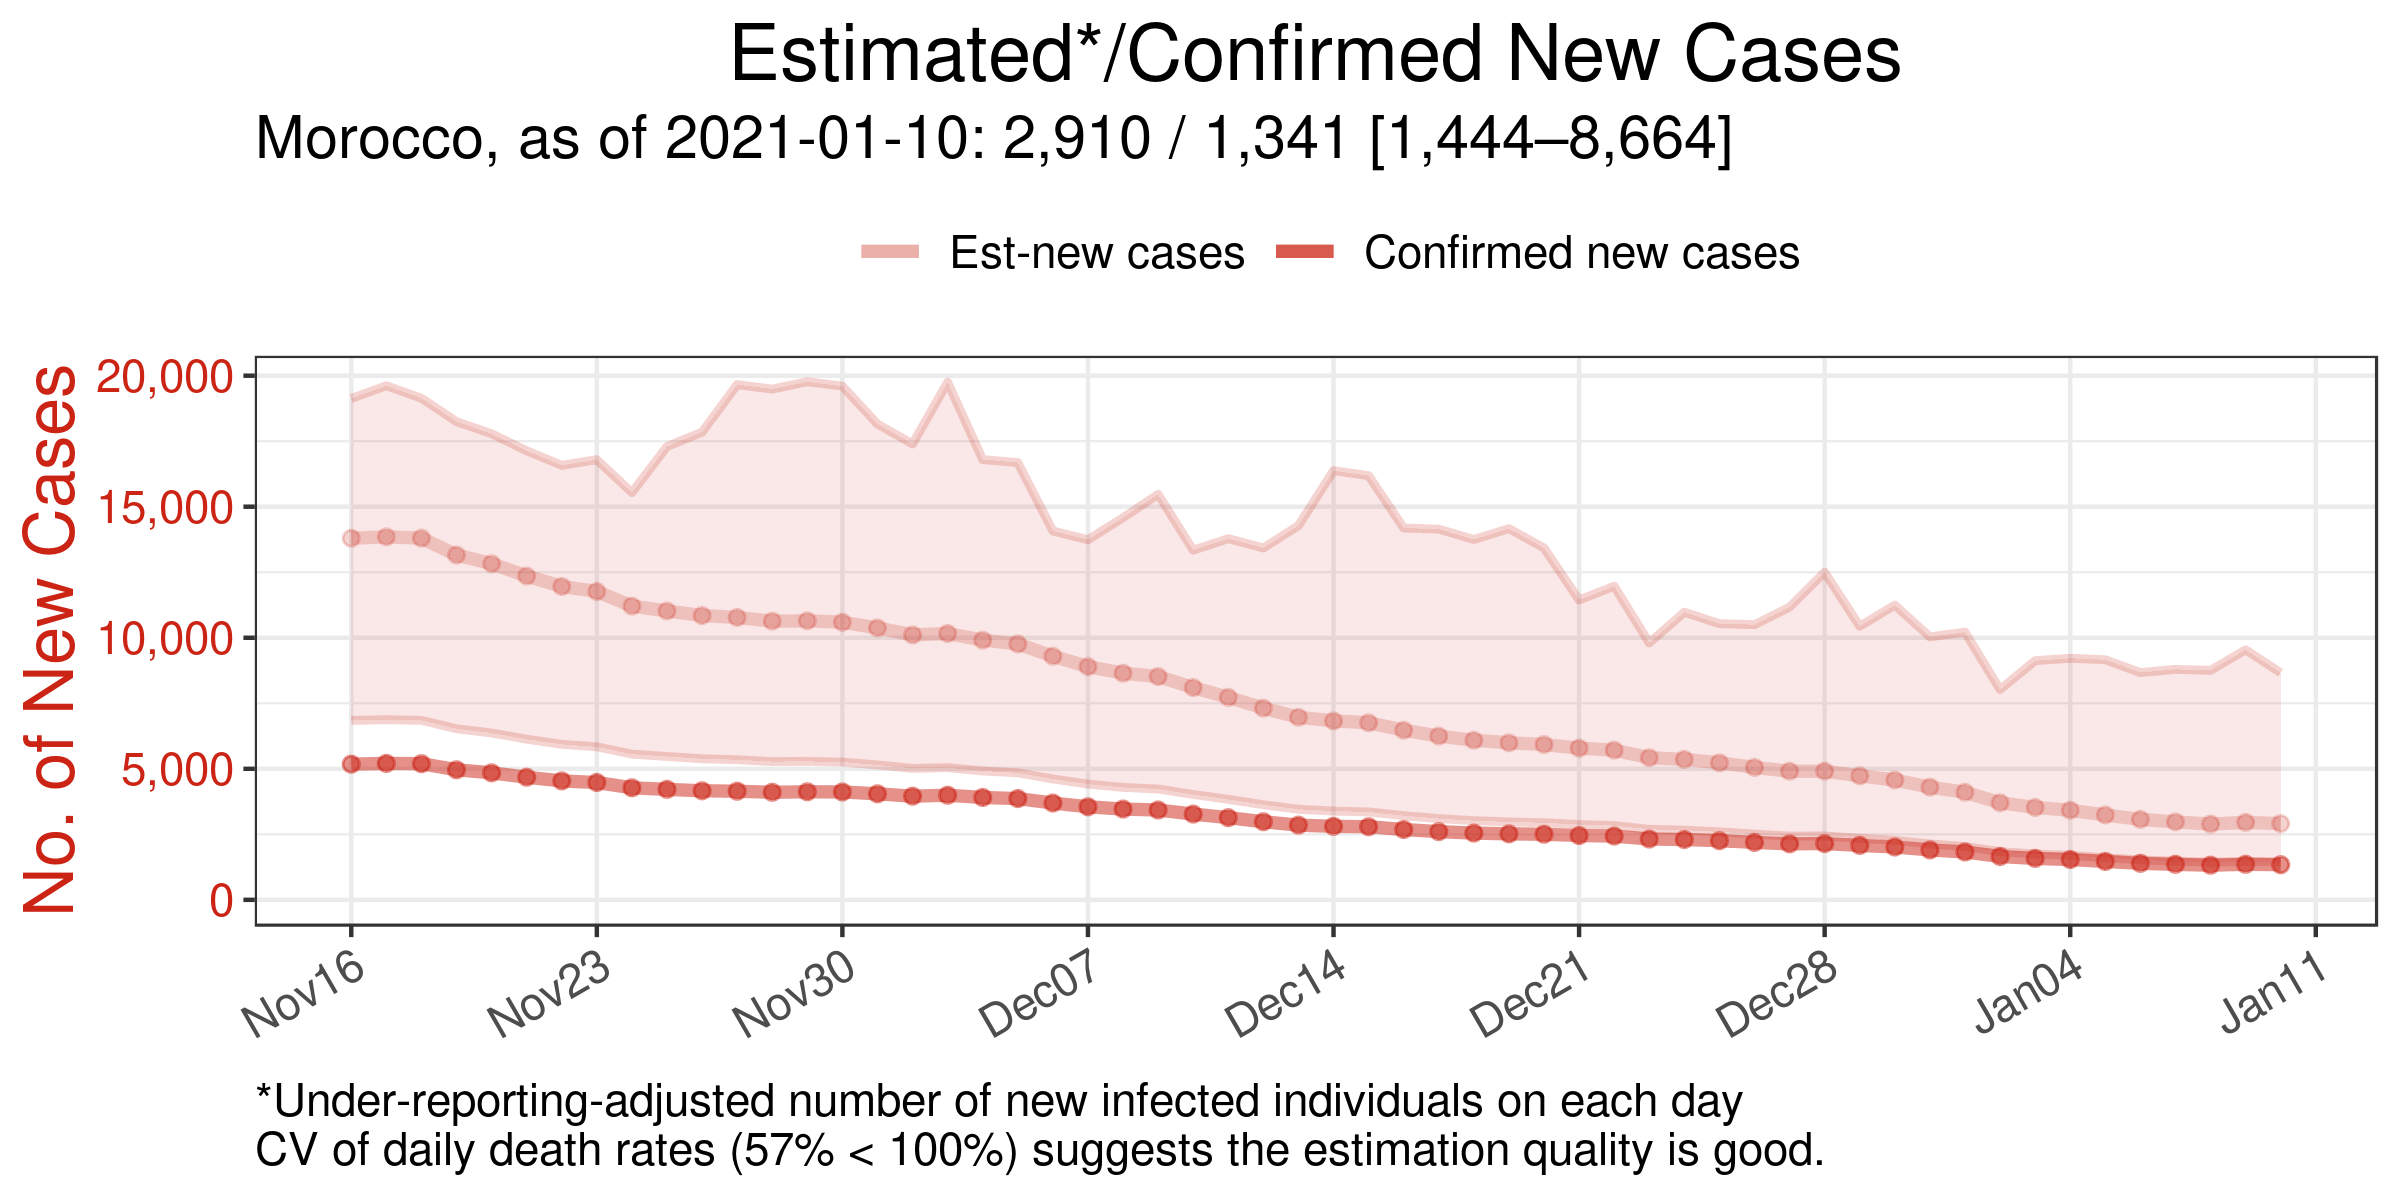 Estimated*/Confirmed New Cases
Morocco, as of 2021-01-10: 2,910 / 1,341 [1,444–8,664]
Est-new cases Confirmed new cases
No. of New Cases
20,000
15,000
10,000
5,000
0
Nov16 Nov23 Nov30 Dec07 Dec14 Dec21 Dec28 Jan04 Jan11
*Under-reporting-adjusted number of new infected individuals on each day
CV of daily death rates (57% < 100%) suggests the estimation quality is good.